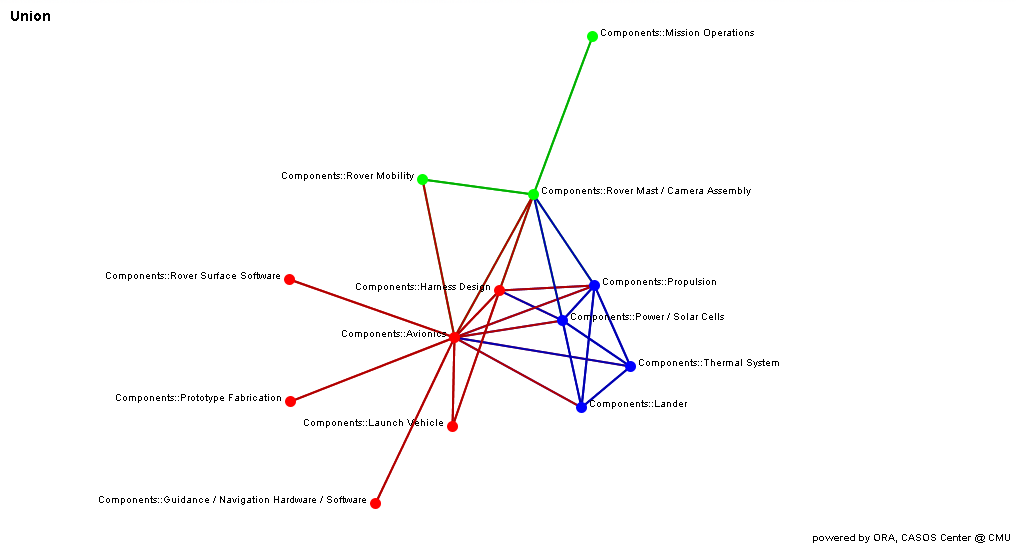 Union
Components::Mission Operations
Components::Rover Mobility
Components::Rover Mast / Camera Assembly
Components::Rover Surface Software
Components::Propulsion
Components::Harness Design
Components::Power / Solar Cells
Components::Avionics
Components::Thermal System
Components::Prototype Fabrication
Components::Lander
Components::Launch Vehicle
Components::Guidance / Navigation Hardware / Software
powered by ORA, CASOS Center @ CMU